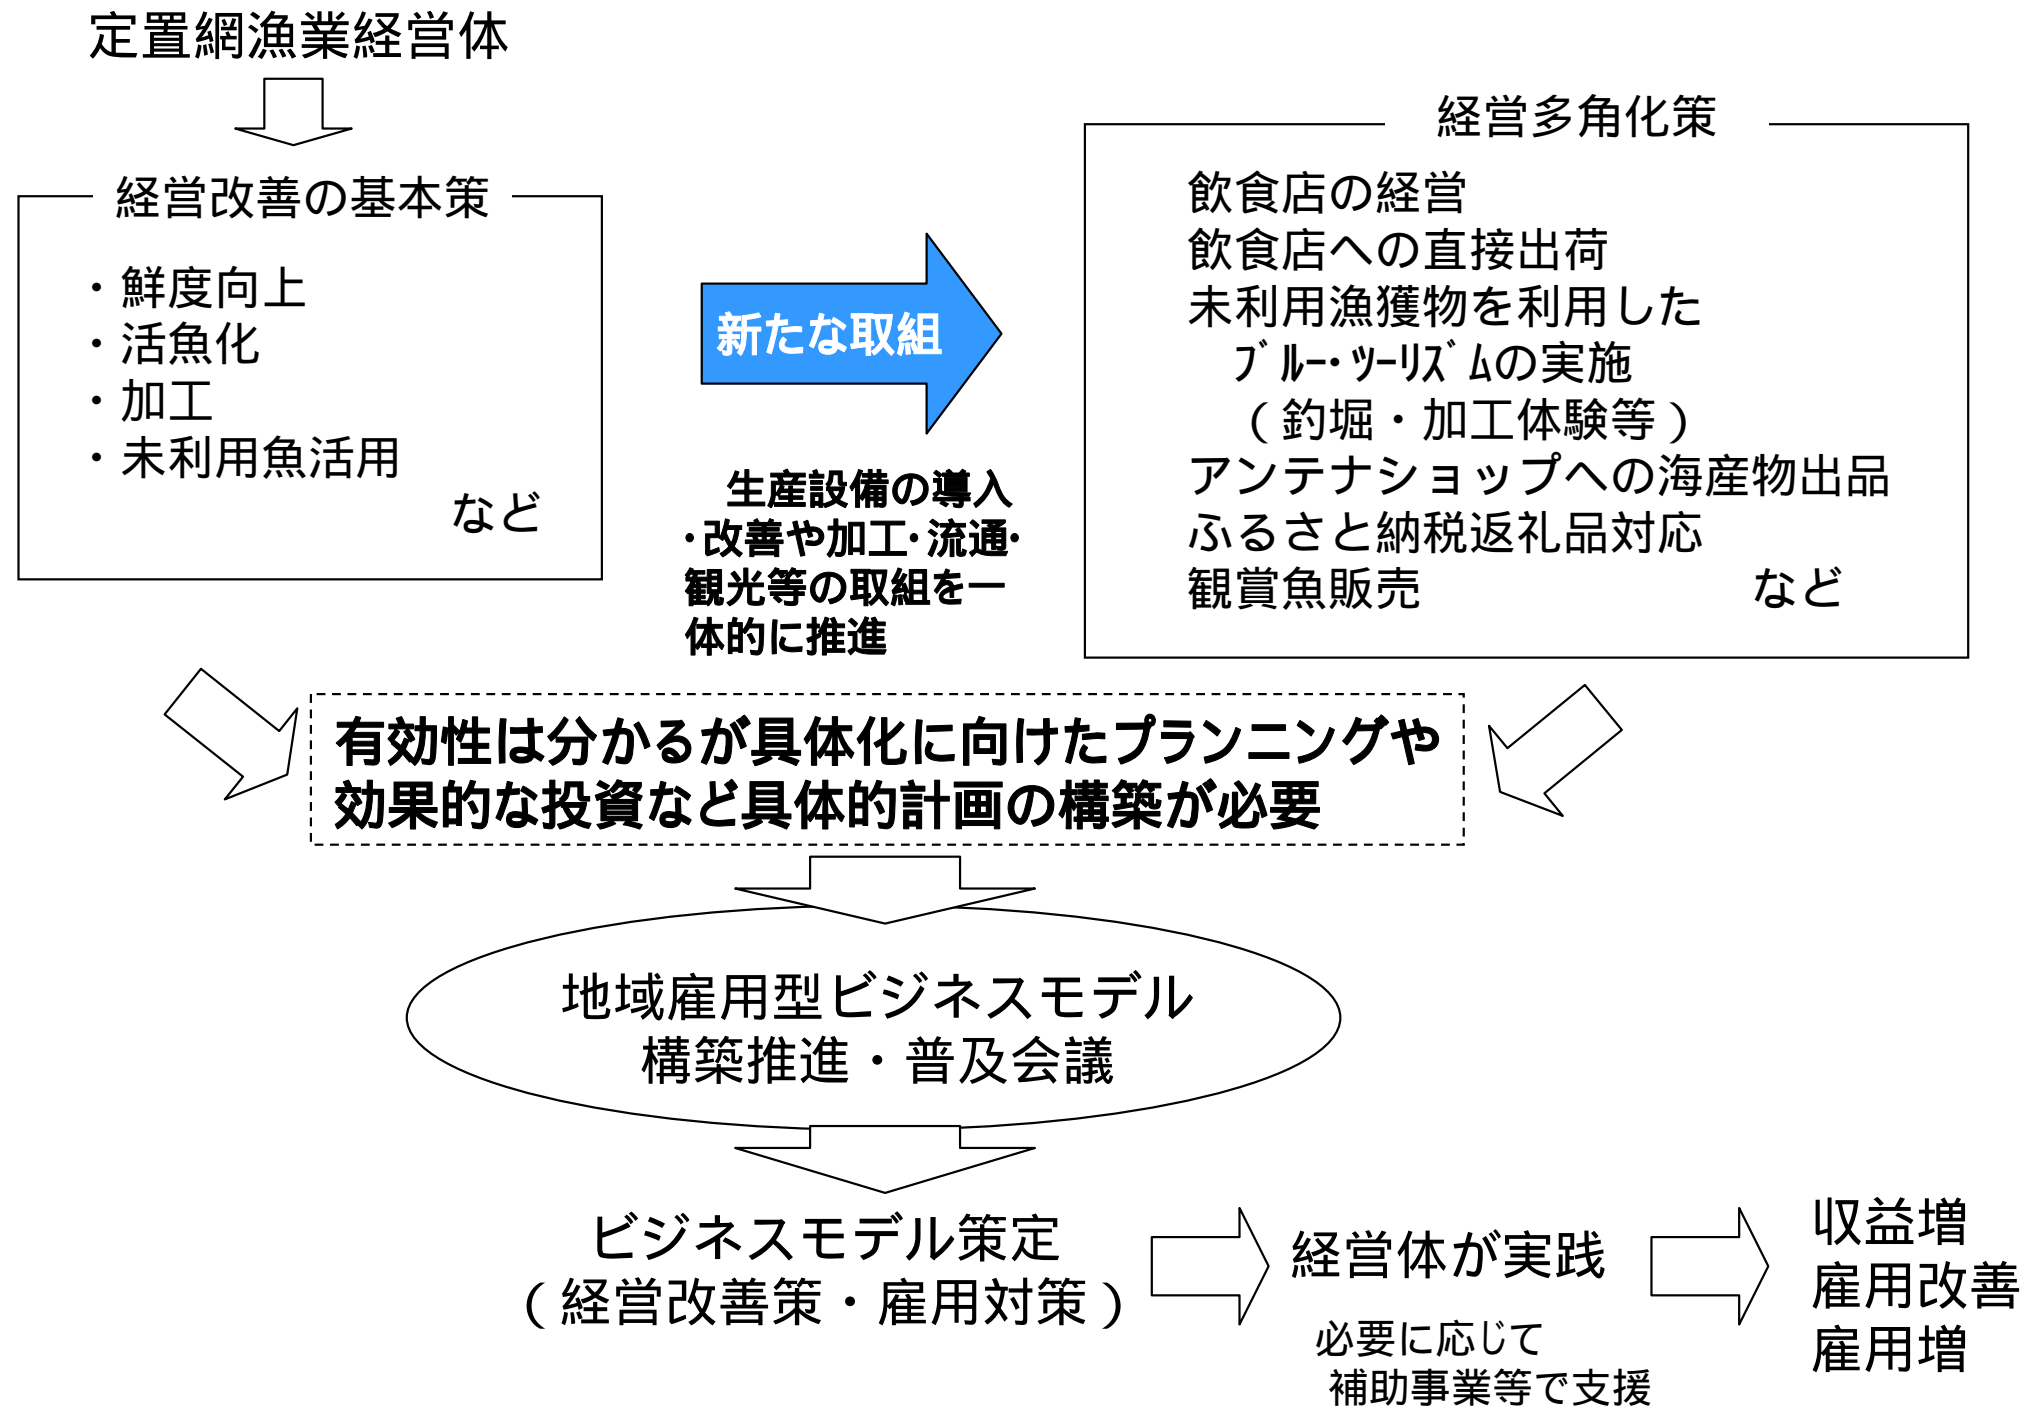 定置網漁業経営体
経営改善の基本策
・鮮度向上
・活魚化
・加工
・未利用魚活用
など
新たな取組
生産設備の導入
・改善や加工・流通・
観光等の取組を一
体的に推進
経営多角化策
飲食店の経営
飲食店への直接出荷
未利用漁獲物を利用した
ﾌﾞﾙｰ・ﾂｰﾘｽﾞﾑの実施
（釣堀・加工体験等）
アンテナショップへの海産物出品
ふるさと納税返礼品対応
観賞魚販売 など
有効性は分かるが具体化に向けたプランニングや
効果的な投資など具体的計画の構築が必要
地域雇用型ビジネスモデル
構築推進・普及会議
ビジネスモデル策定
（経営改善策・雇用対策）
経営体が実践
必要に応じて
補助事業等で支援
収益増
雇用改善
雇用増